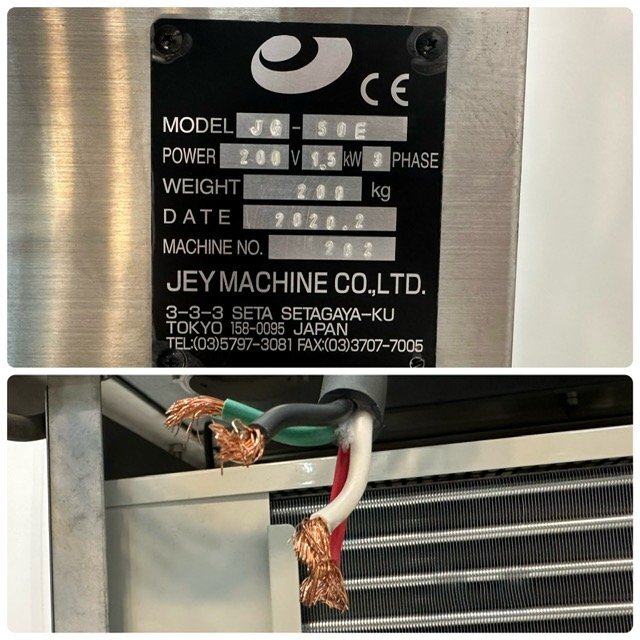 CE
MODEL JG-50E
POWER 200 V 1.5 kW 3 PHASE
WEIGHT 200 kg
DATE 2020.2
MACHINE NO. 202
JEY MACHINE CO.,LTD.
3-3-3 SETA SETAGAYA-KU
TOKYO 158-0095 JAPAN
TEL:(03)5797-3081 FAX:(03)3707-7005